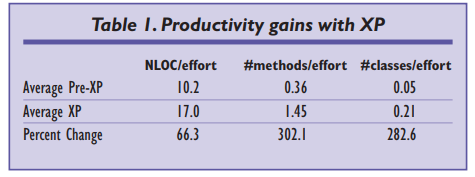 Table 1. Productivity gains with XP
NLOC/effort #methods/effort #classes/effort
Average Pre-XP 10.2 0.36 0.05
Average XP 17.0 1.45 0.21
Percent Change 66.3 302.1 282.6